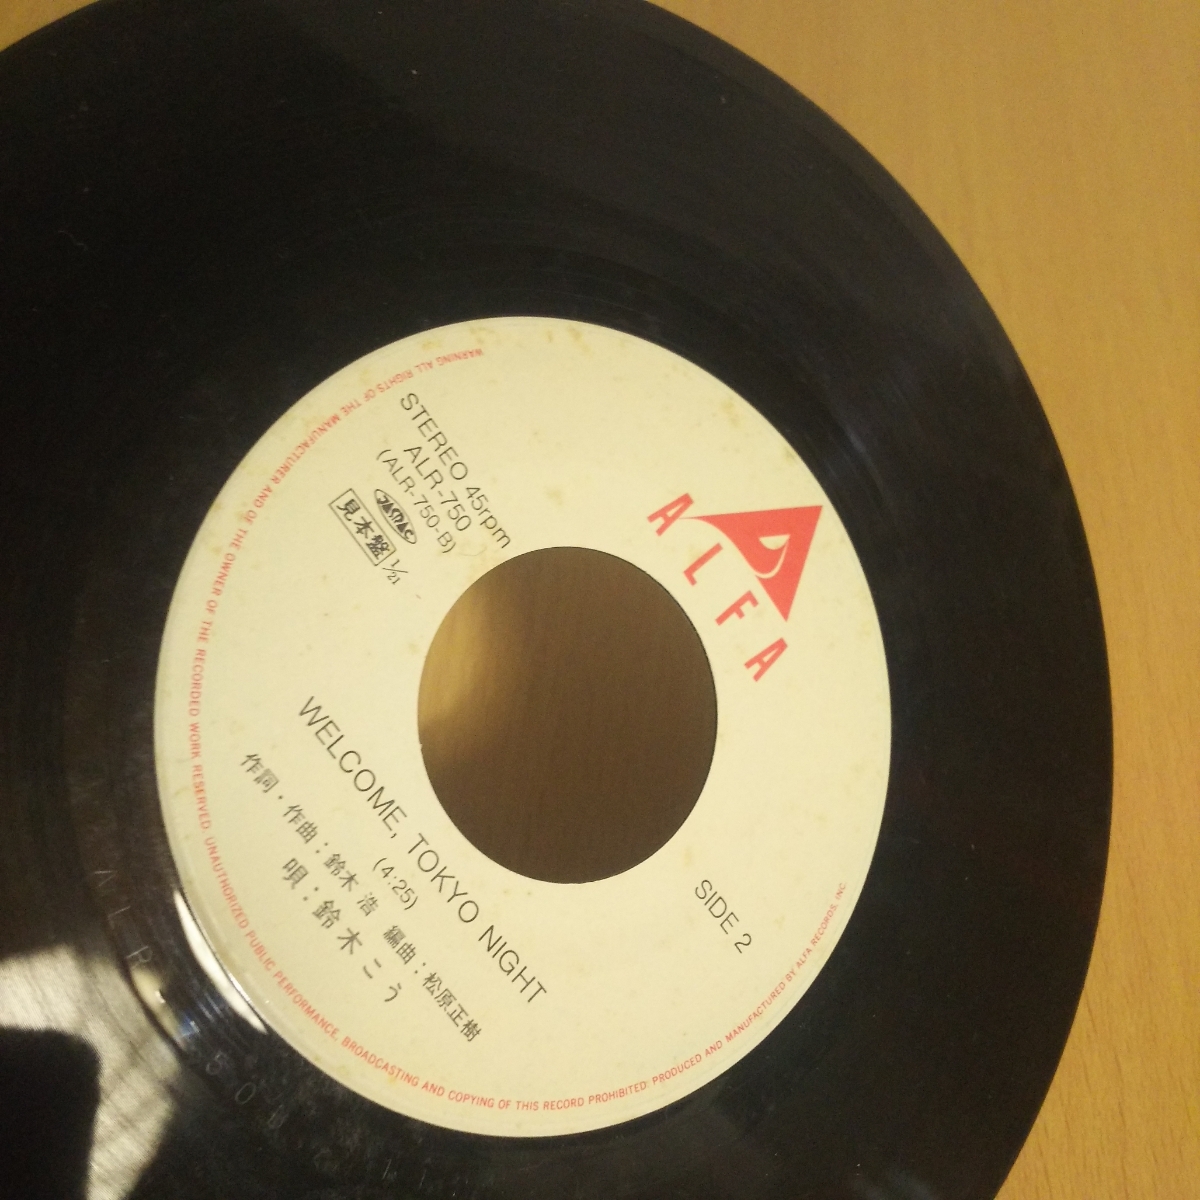 ALFA
STEREO 45rpm
ALR-750
(ALR-750-B)
JASRAC
見本盤 1/21
SIDE 2
WELCOME, TOKYO NIGHT
(4:25)
作詞・作曲：鈴木 浩 編曲：松原正樹
唄：鈴木こう
WARNING ALL RIGHTS OF THE MANUFACTURER AND OF THE OWNER OF THE RECORDED WORK RESERVED. UNAUTHORIZED PUBLIC PERFORMANCE, BROADCASTING AND COPYING OF THIS RECORD PROHIBITED. PRODUCED AND MANUFACTURED BY ALFA RECORDS, INC.